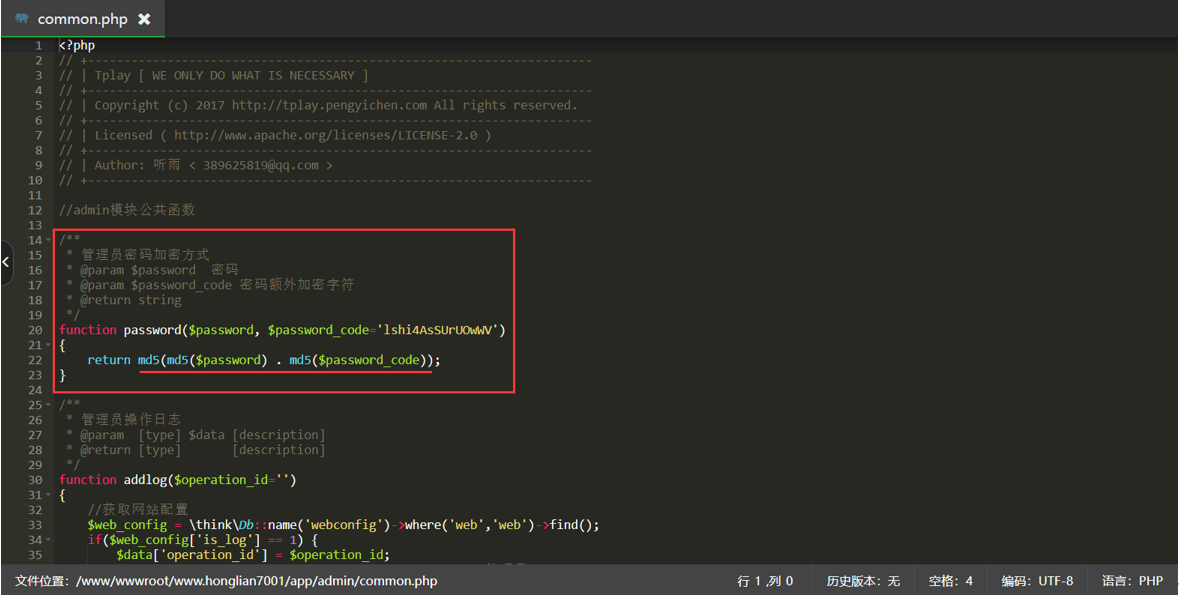 common.php ✖
1 <?php
2 // +----------------------------------------------------------------------
3 // | Tplay [ WE ONLY DO WHAT IS NECESSARY ]
4 // +----------------------------------------------------------------------
5 // | Copyright (c) 2017 http://tplay.pengyichen.com All rights reserved.
6 // +----------------------------------------------------------------------
7 // | Licensed ( http://www.apache.org/licenses/LICENSE-2.0 )
8 // +----------------------------------------------------------------------
9 // | Author: 听雨 < 389625819@qq.com >
10 // +----------------------------------------------------------------------
11
12 //admin模块公共函数
13
14 /**
15  * 管理员密码加密方式
16  * @param $password  密码
17  * @param $password_code 密码额外加密字符
18  * @return string
19  */
20 function password($password, $password_code='lshi4AsSUrUOwWV')
21 {
22     return md5(md5($password) . md5($password_code));
23 }
24
25 /**
26  * 管理员操作日志
27  * @param  [type] $data [description]
28  * @return [type]       [description]
29  */
30 function addlog($operation_id='')
31 {
32     //获取网站配置
33     $web_config = \think\Db::name('webconfig')->where('web','web')->find();
34     if($web_config['is_log'] == 1) {
35         $data['operation_id'] = $operation_id;
文件位置: /www/wwwroot/www.honglian7001/app/admin/common.php 行 1 ,列 0 历史版本: 无 空格: 4 编码: UTF-8 语言: PHP